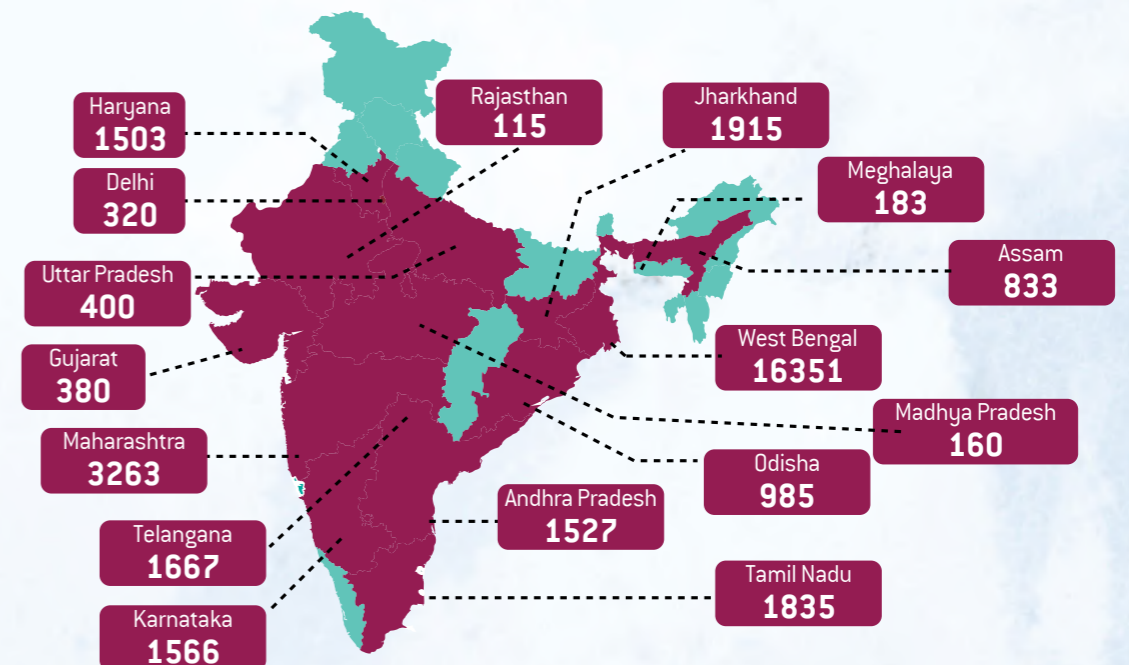 Haryana
1503
Rajasthan
115
Jharkhand
1915
Delhi
320
Meghalaya
183
Uttar Pradesh
400
Assam
833
Gujarat
380
West Bengal
16351
Madhya Pradesh
160
Maharashtra
3263
Odisha
985
Andhra Pradesh
1527
Telangana
1667
Tamil Nadu
1835
Karnataka
1566